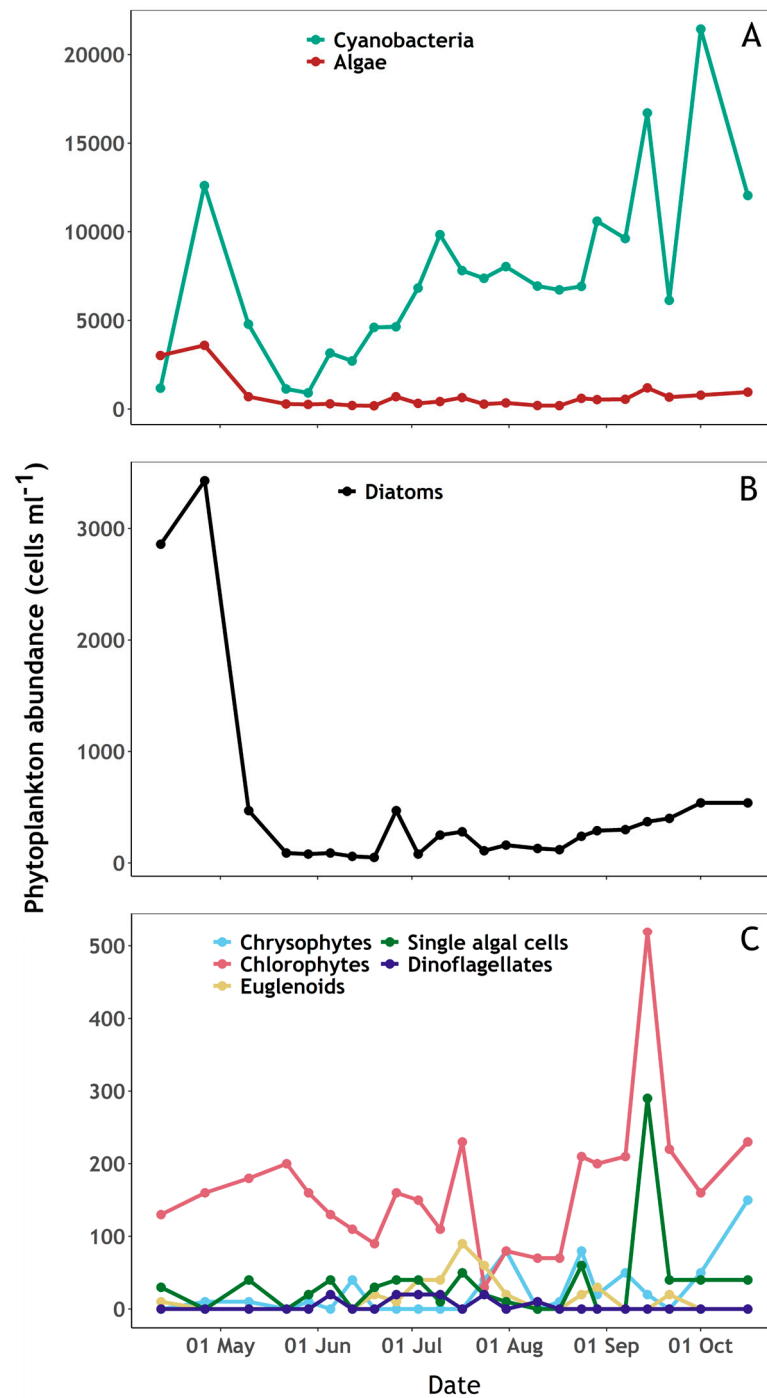 A
Cyanobacteria
Algae
20000
15000
10000
5000
0
B
Diatoms
3000
2000
1000
0
Phytoplankton abundance (cells ml⁻¹)
C
Chrysophytes Single algal cells
Chlorophytes Dinoflagellates
Euglenoids
500
400
300
200
100
0
01 May 01 Jun 01 Jul 01 Aug 01 Sep 01 Oct
Date